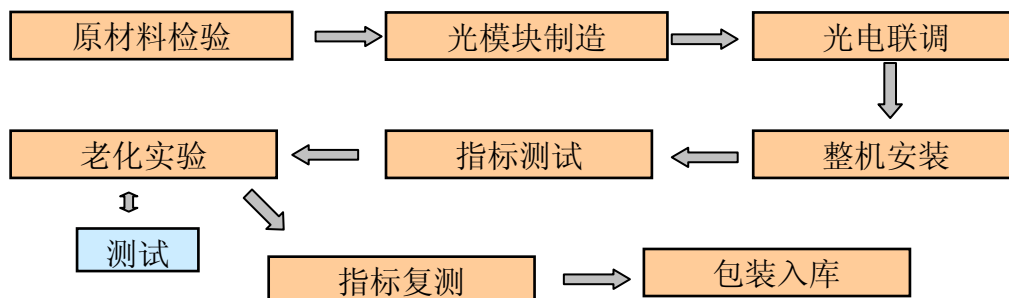 原材料检验
光模块制造
光电联调
老化实验
指标测试
整机安装
测试
指标复测
包装入库